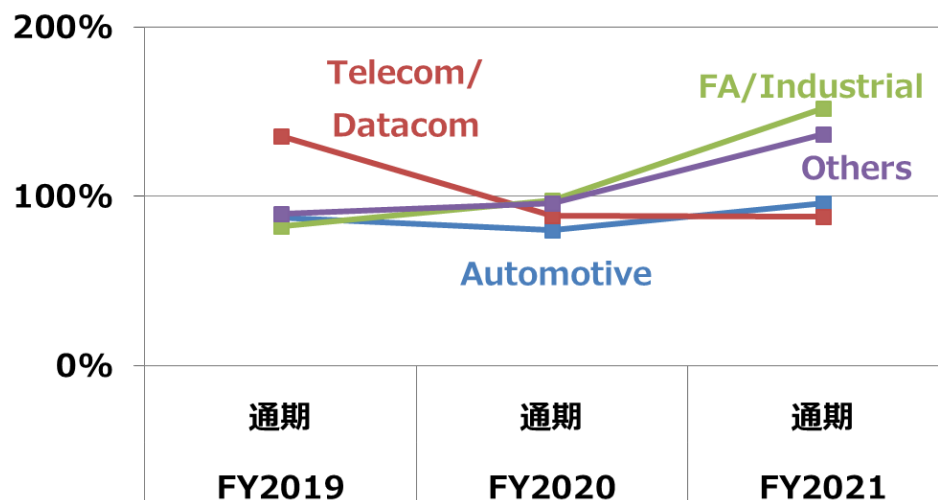 200%
Telecom/
Datacom
FA/Industrial
Others
100%
Automotive
0%
通期 通期 通期
FY2019 FY2020 FY2021